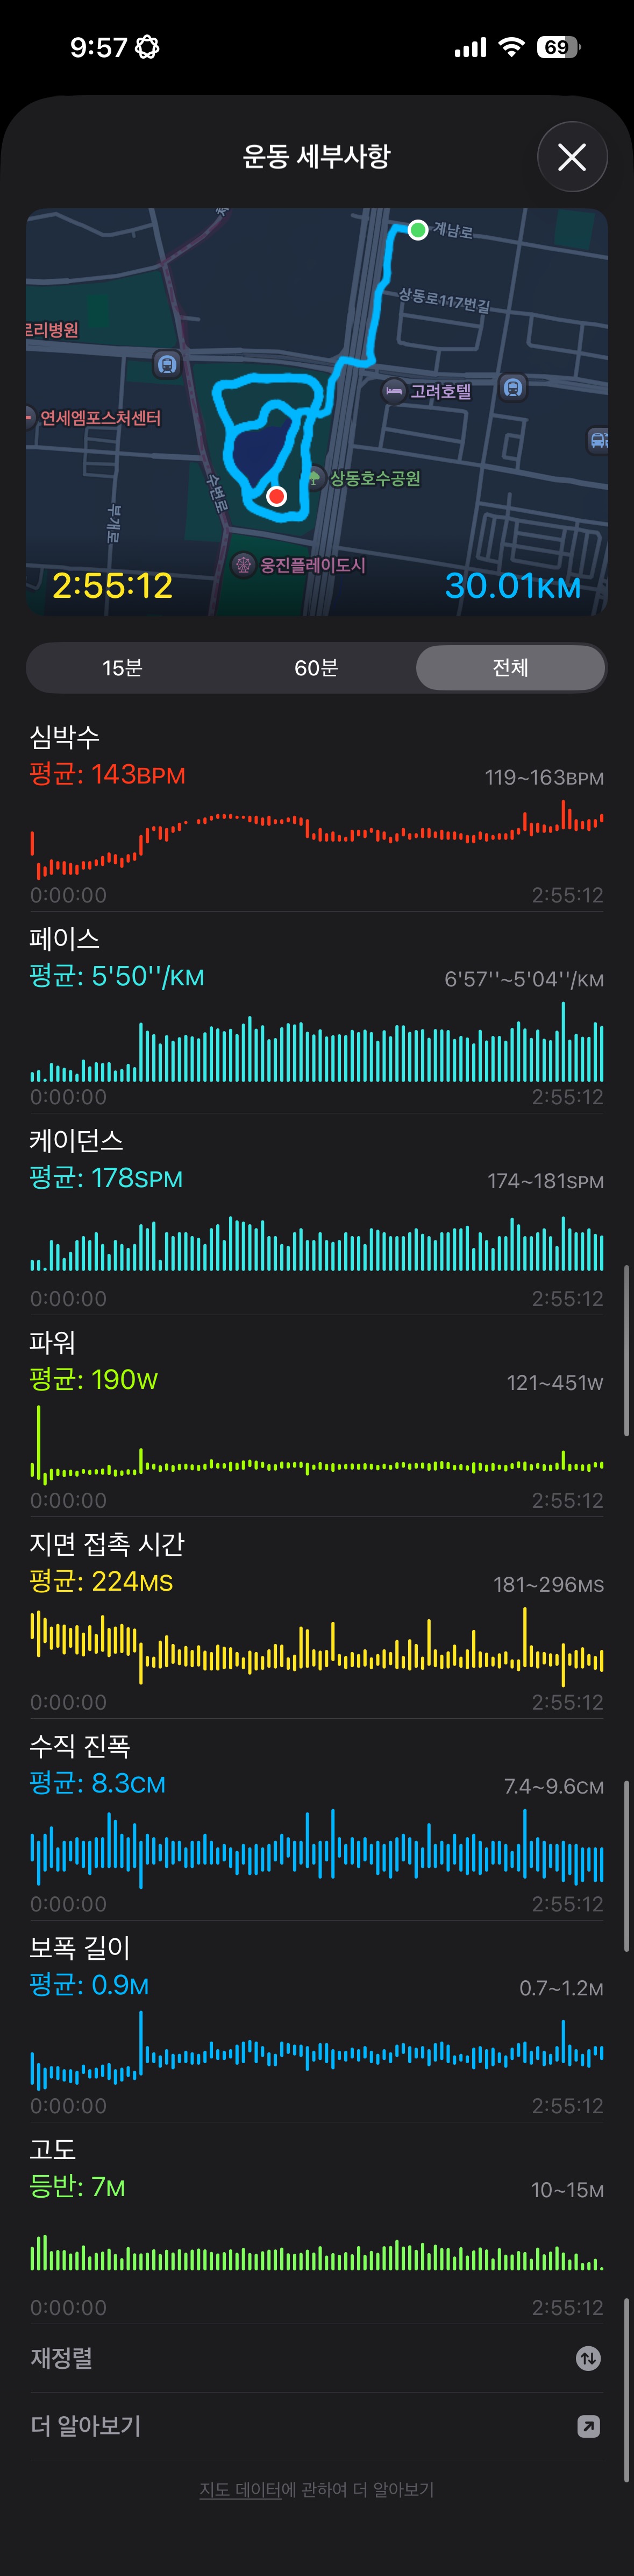 9:57
69
운동 세부사항
계남로
상동로117번길
르리병원
고려호텔
연세엠포스처센터
상동호수공원
수변로
부개로
웅진플레이도시
2:55:12
30.01KM
15분
60분
전체
심박수
평균: 143BPM
119~163BPM
0:00:00
2:55:12
페이스
평균: 5'50''/KM
6'57''~5'04''/KM
0:00:00
2:55:12
케이던스
평균: 178SPM
174~181SPM
0:00:00
2:55:12
파워
평균: 190W
121~451W
0:00:00
2:55:12
지면 접촉 시간
평균: 224MS
181~296MS
0:00:00
2:55:12
수직 진폭
평균: 8.3CM
7.4~9.6CM
0:00:00
2:55:12
보폭 길이
평균: 0.9M
0.7~1.2M
0:00:00
2:55:12
고도
등반: 7M
10~15M
0:00:00
2:55:12
재정렬
더 알아보기
지도 데이터에 관하여 더 알아보기